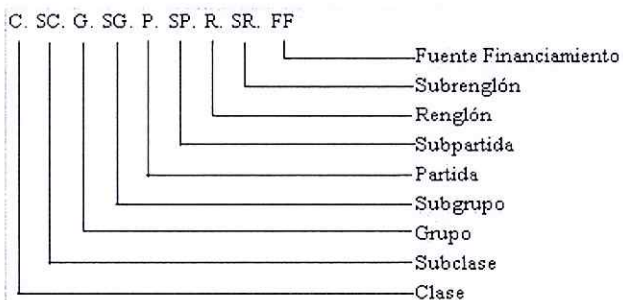 C. SC. G. SG. P. SP. R. SR. FF
Fuente Financiamiento
Subrenglón
Renglón
Subpartida
Partida
Subgrupo
Grupo
Subclase
Clase